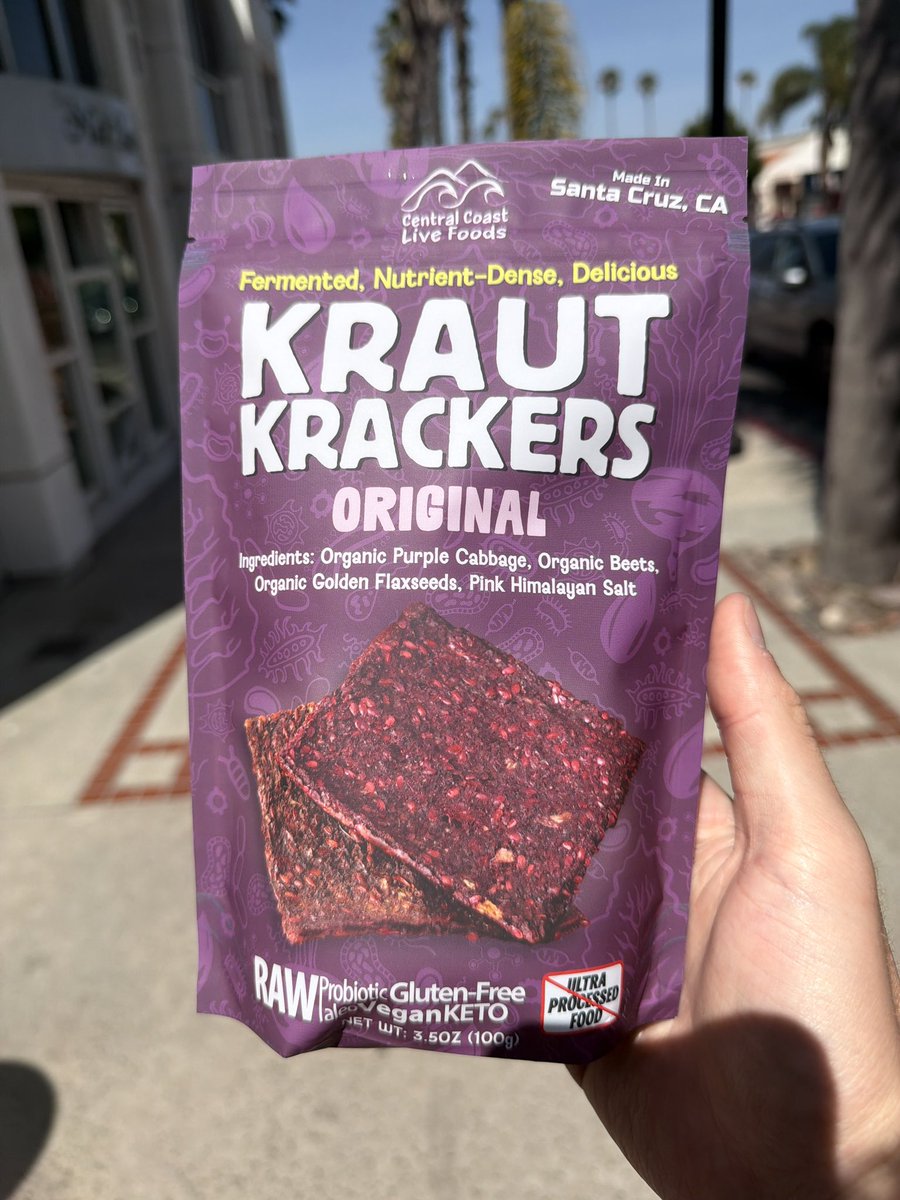 Central Coast
Live Foods
Made In
Santa Cruz, CA
Fermented, Nutrient-Dense, Delicious
KRAUT
KRACKERS
ORIGINAL
Ingredients: Organic Purple Cabbage, Organic Beets,
Organic Golden Flaxseeds, Pink Himalayan Salt
RAW Probiotic Gluten-Free
Vegan KETO
NET WT: 3.5OZ (100g)
ULTRA
PROCESSED
FOOD